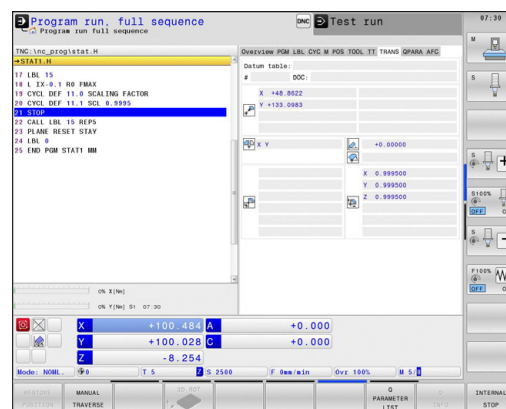 Program run, full sequence
Program run full sequence
DNC
Test run
07:30
TNC:\nc_prog\stat.H
→STAT1.H
17 LBL 15
18 L IX-0.1 R0 FMAX
19 CYCL DEF 11.0 SCALING FACTOR
20 CYCL DEF 11.1 SCL 0.9995
21 STOP
22 CALL LBL 15 REP5
23 PLANE RESET STAY
24 LBL 0
25 END PGM STAT1 MM
Overview PGM LBL CYC M POS TOOL TT TRANS QPARA AFC
Datum table:
# DOC:
X +48.8622
Y +133.0983
X Y
+0.00000
X 0.999500
Y 0.999500
Z 0.999500
0% X[Nm]
0% Y[Nm] S1 07:30
X +100.484 A +0.000
Y +100.028 C +0.000
Z -8.254
Mode: NOML. 0 T 5 Z S 2500 F 0mm/min Ovr 100% M 5/
M
S
S
S100%
OFF
S
F100% W
OFF
RESTORE POSITION
MANUAL TRAVERSE
3D ROT
Q PARAMETER LIST
INFO
INTERNAL STOP